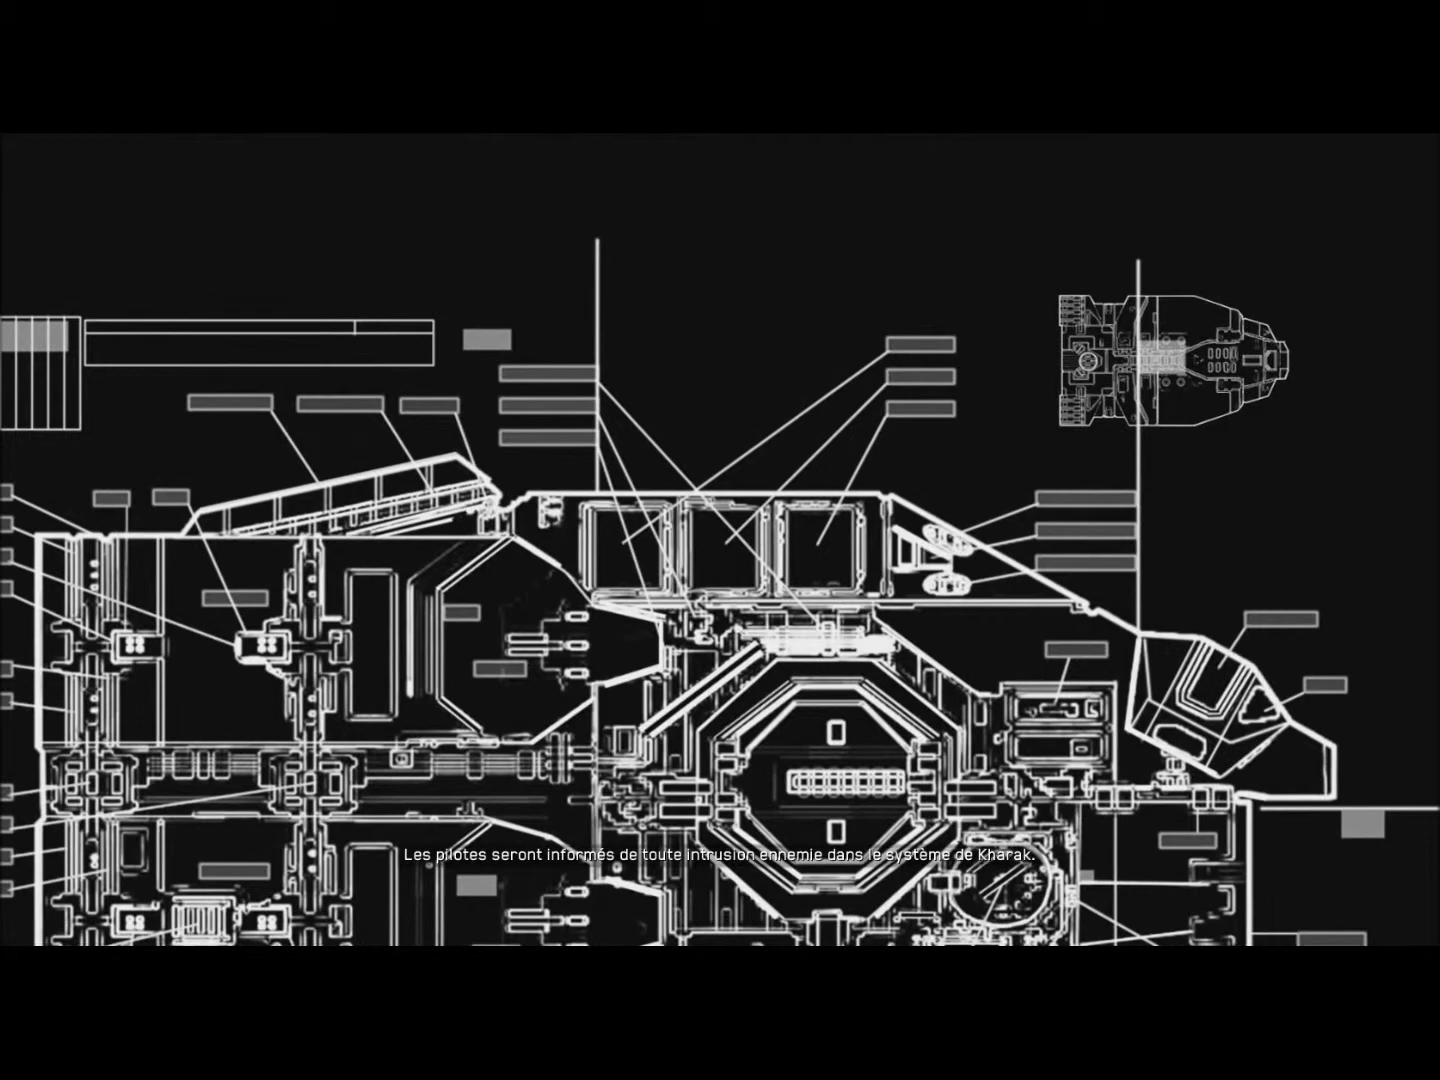 Les pilotes seront informés de toute intrusion ennemie dans le système de Kharak.